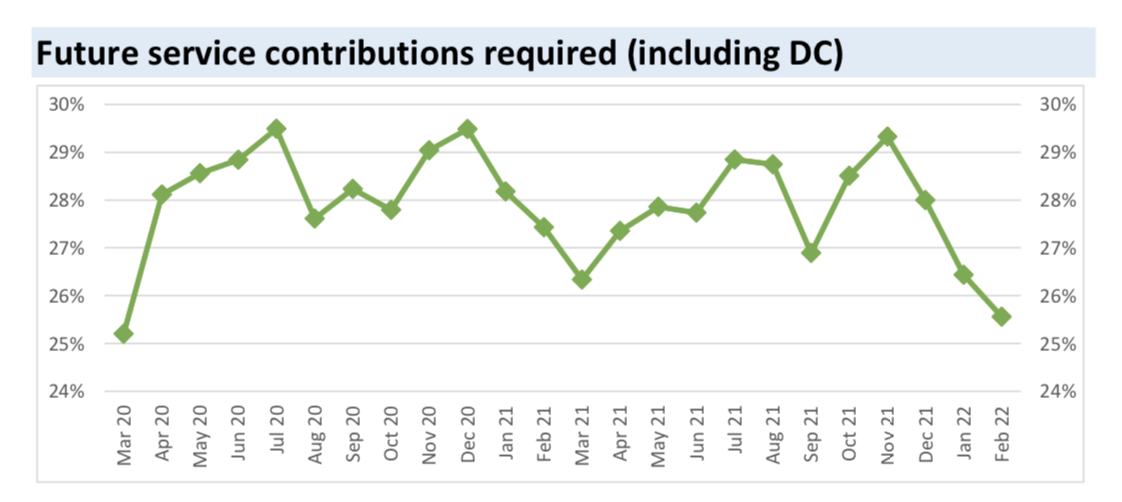 Future service contributions required (including DC)
30%
30%
29%
29%
28%
28%
27%
27%
26%
26%
25%
25%
24%
24%
Mar 20
Apr 20
May 20
Jun 20
Jul 20
Aug 20
Sep 20
Oct 20
Nov 20
Dec 20
Jan 21
Feb 21
Mar 21
Apr 21
May 21
Jun 21
Jul 21
Aug 21
Sep 21
Oct 21
Nov 21
Dec 21
Jan 22
Feb 22